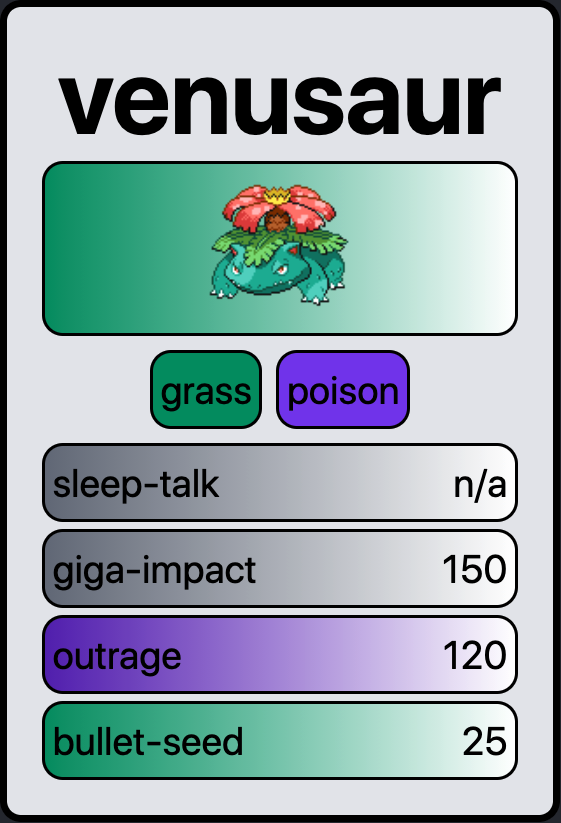 venusaur
grass poison
sleep-talk n/a
giga-impact 150
outrage 120
bullet-seed 25